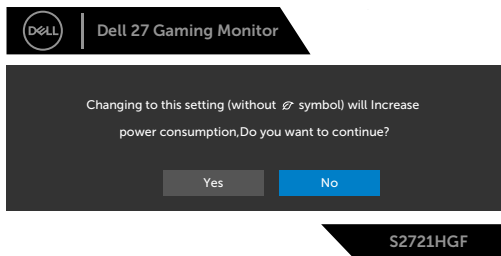 DELL
Dell 27 Gaming Monitor
Changing to this setting (without symbol) will Increase
power consumption,Do you want to continue?
Yes
No
S2721HGF